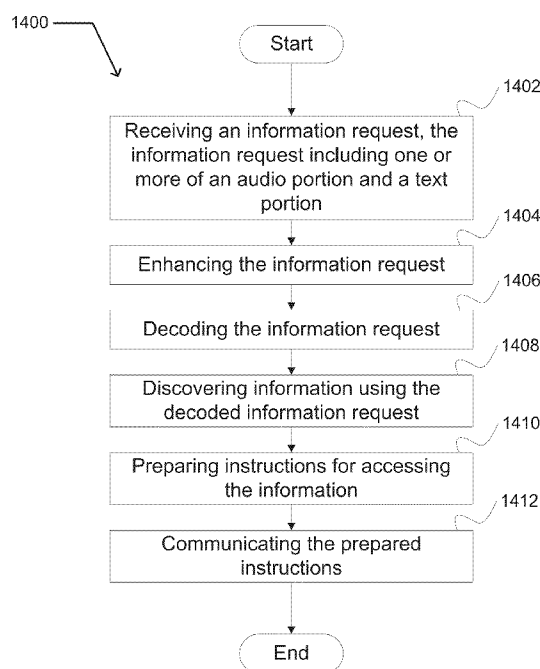 1400
Start
1402
Receiving an information request, the
information request including one or
more of an audio portion and a text
portion
1404
Enhancing the information request
1406
Decoding the information request
1408
Discovering information using the
decoded information request
1410
Preparing instructions for accessing
the information
1412
Communicating the prepared
instructions
End